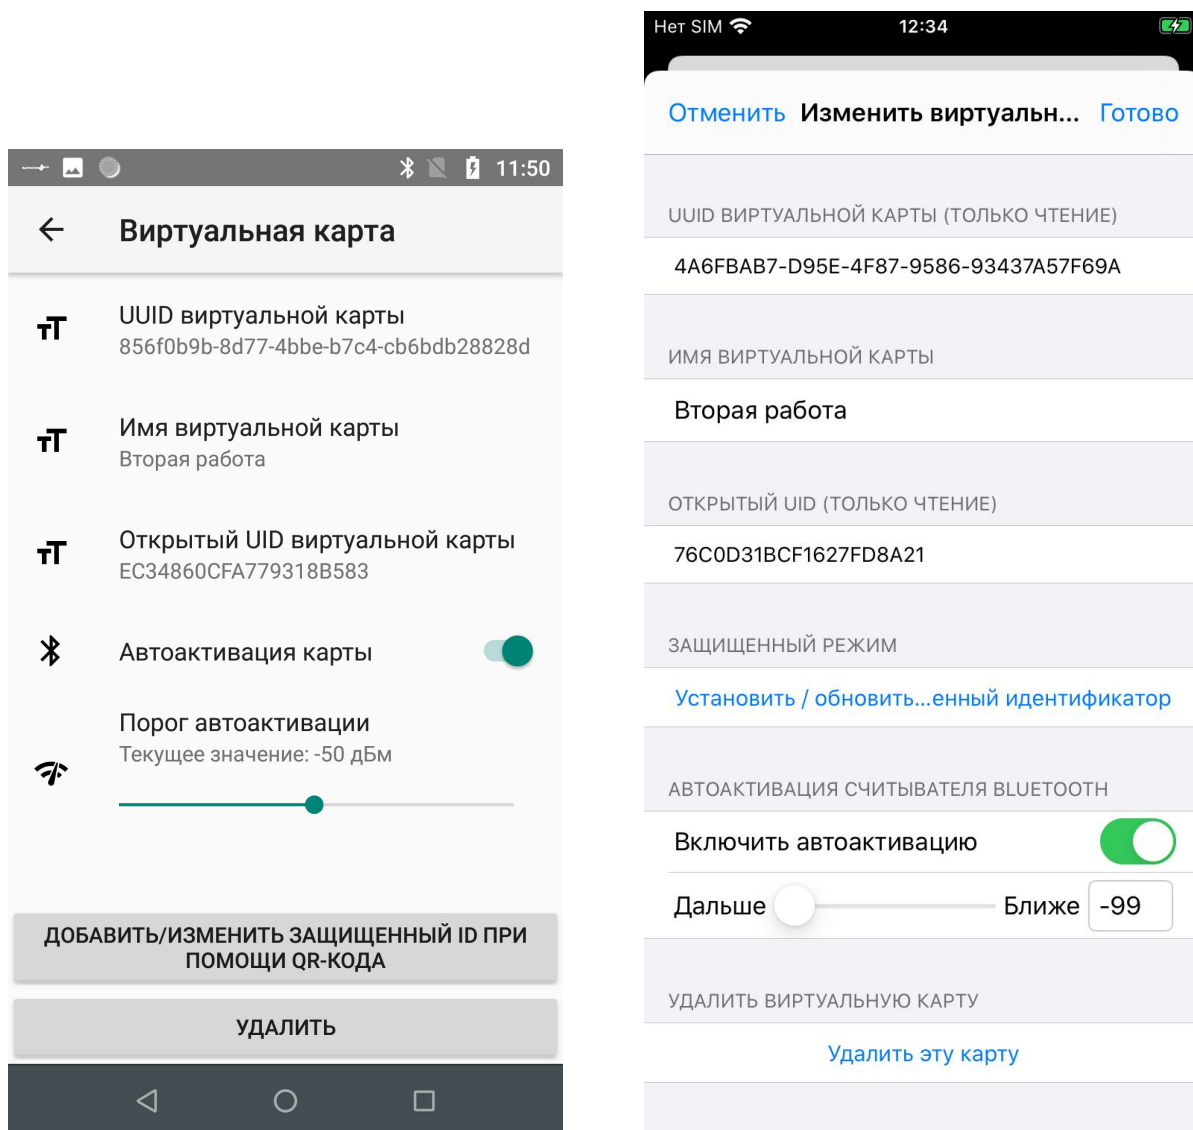 11:50
Виртуальная карта
UUID виртуальной карты
856f0b9b-8d77-4bbe-b7c4-cb6bdb28828d
Имя виртуальной карты
Вторая работа
Открытый UID виртуальной карты
EC34860CFA779318B583
Автоактивация карты
Порог автоактивации
Текущее значение: -50 дБм
ДОБАВИТЬ/ИЗМЕНИТЬ ЗАЩИЩЕННЫЙ ID ПРИ
ПОМОЩИ QR-КОДА
УДАЛИТЬ
Нет SIM 12:34
Отменить Изменить виртуальн... Готово
UUID ВИРТУАЛЬНОЙ КАРТЫ (ТОЛЬКО ЧТЕНИЕ)
4A6FBAB7-D95E-4F87-9586-93437A57F69A
ИМЯ ВИРТУАЛЬНОЙ КАРТЫ
Вторая работа
ОТКРЫТЫЙ UID (ТОЛЬКО ЧТЕНИЕ)
76C0D31BCF1627FD8A21
ЗАЩИЩЕННЫЙ РЕЖИМ
Установить / обновить...енный идентификатор
АВТОАКТИВАЦИЯ СЧИТЫВАТЕЛЯ BLUETOOTH
Включить автоактивацию
Дальше Ближе -99
УДАЛИТЬ ВИРТУАЛЬНУЮ КАРТУ
Удалить эту карту